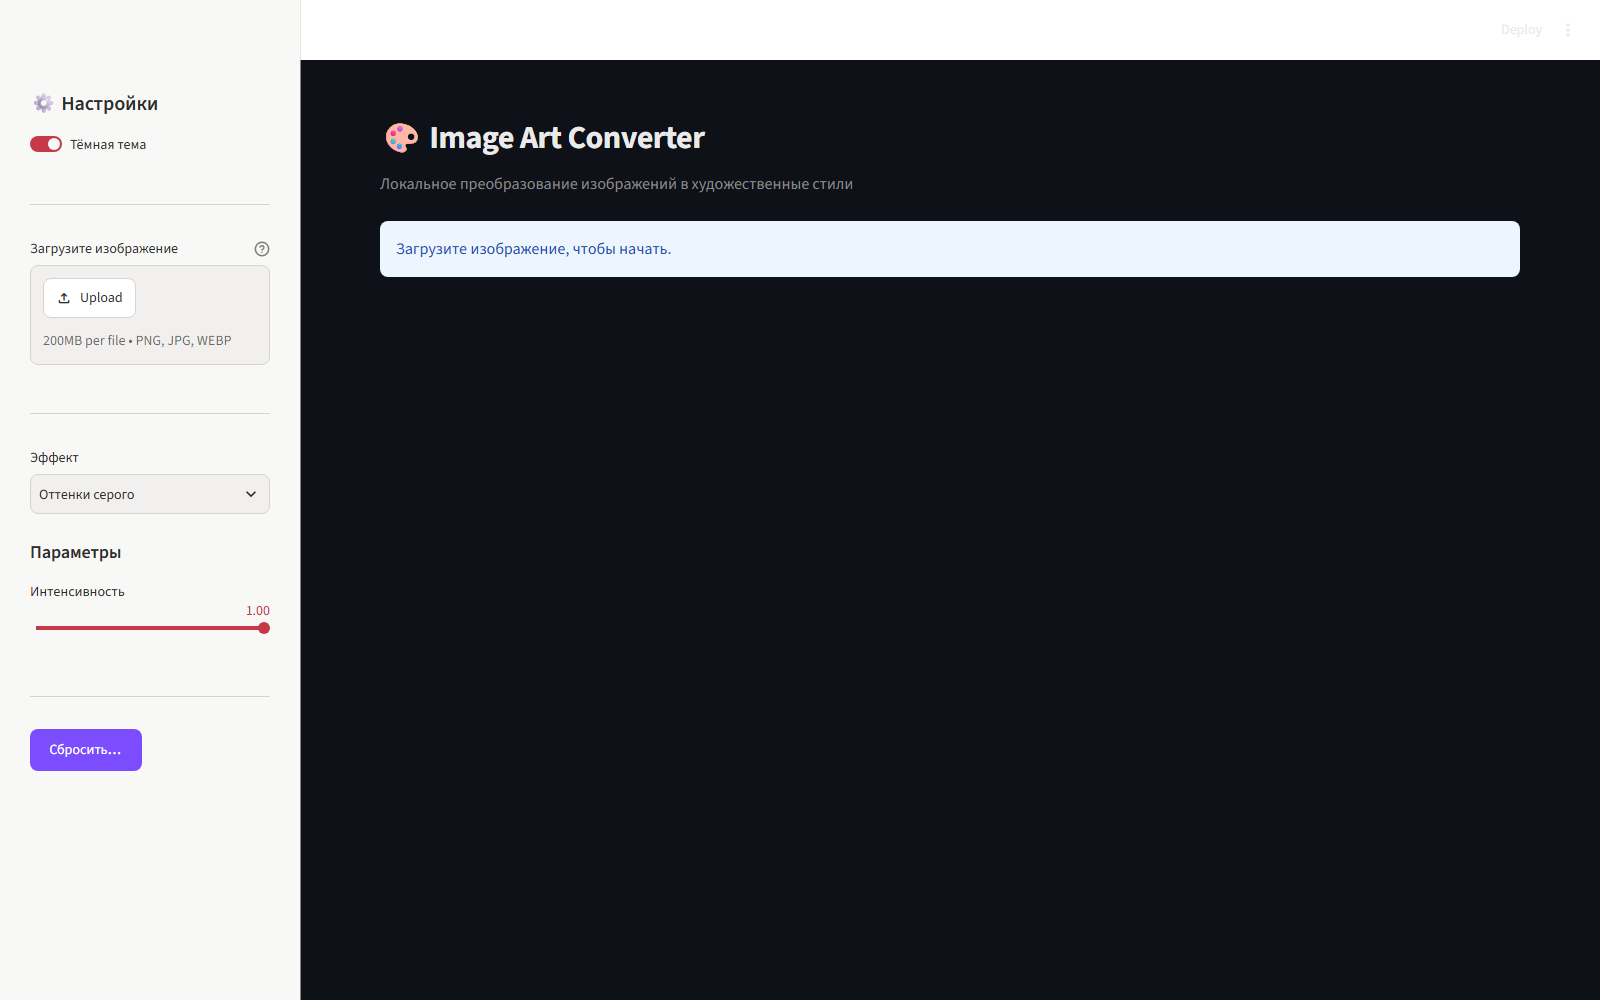 Deploy
Настройки
Тёмная тема
Загрузите изображение
Upload
200MB per file • PNG, JPG, WEBP
Эффект
Оттенки серого
Параметры
Интенсивность
1.00
Сбросить...
Image Art Converter
Локальное преобразование изображений в художественные стили
Загрузите изображение, чтобы начать.